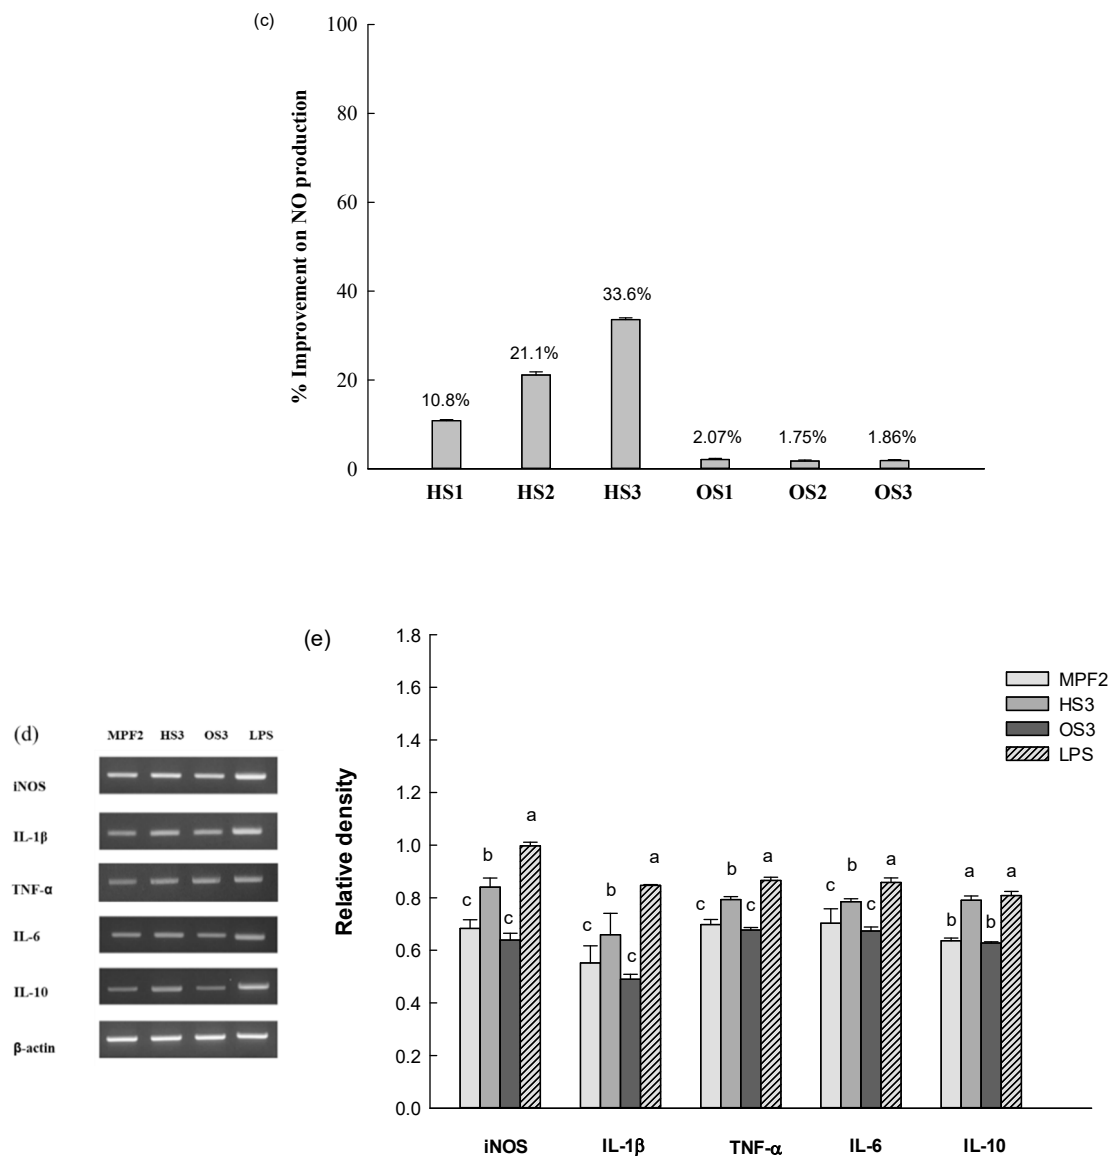 (c)
% Improvement on NO production
100
80
60
40
20
0
10.8%
21.1%
33.6%
2.07%
1.75%
1.86%
HS1 HS2 HS3 OS1 OS2 OS3
(d)
MPF2 HS3 OS3 LPS
iNOS
IL-1β
TNF-α
IL-6
IL-10
β-actin
(e)
Relative density
1.8
1.6
1.4
1.2
1.0
0.8
0.6
0.4
0.2
0.0
MPF2
HS3
OS3
LPS
c b c a
c b c a
c b c a
c b c a
b a b a
iNOS IL-1β TNF-α IL-6 IL-10